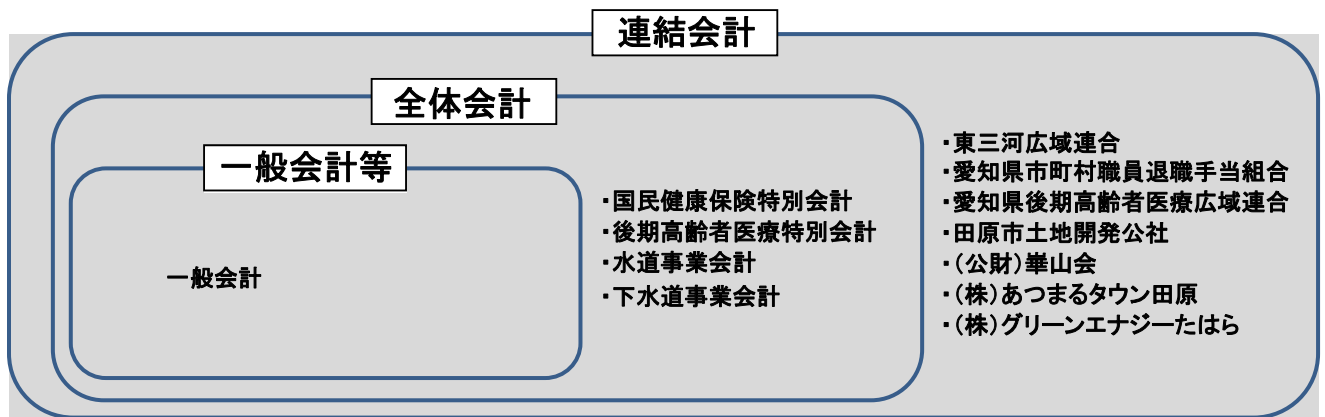 連結会計
全体会計
一般会計等
一般会計
・国民健康保険特別会計
・後期高齢者医療特別会計
・水道事業会計
・下水道事業会計
・東三河広域連合
・愛知県市町村職員退職手当組合
・愛知県後期高齢者医療広域連合
・田原市土地開発公社
・(公財)崋山会
・(株)あつまるタウン田原
・(株)グリーンエナジーたはら